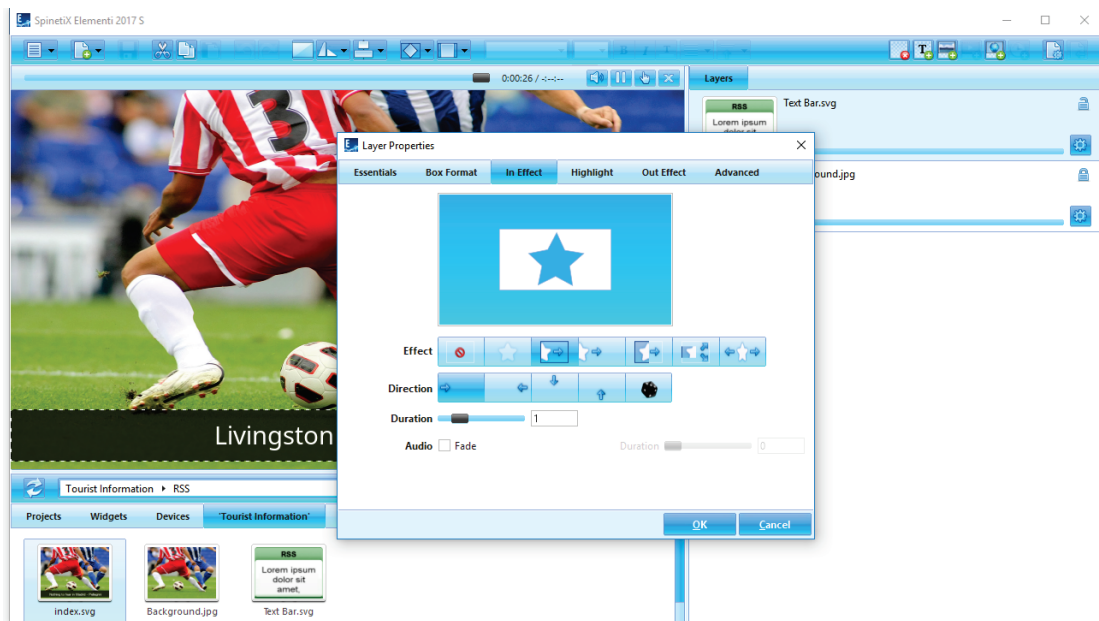 SpinetiX Elementi 2017 S
B I T
0:00:26 / -:--:--
Layers
RSS
Lorem ipsum
dolor sit
Text Bar.svg
ound.jpg
3
Livingston
Layer Properties
Essentials Box Format In Effect Highlight Out Effect Advanced
Effect
Direction
Duration 1
Audio Fade Duration 0
OK Cancel
Tourist Information ▸ RSS
Projects Widgets Devices 'Tourist Information'
RSS
Lorem ipsum
dolor sit
amet,
index.svg Background.jpg Text Bar.svg